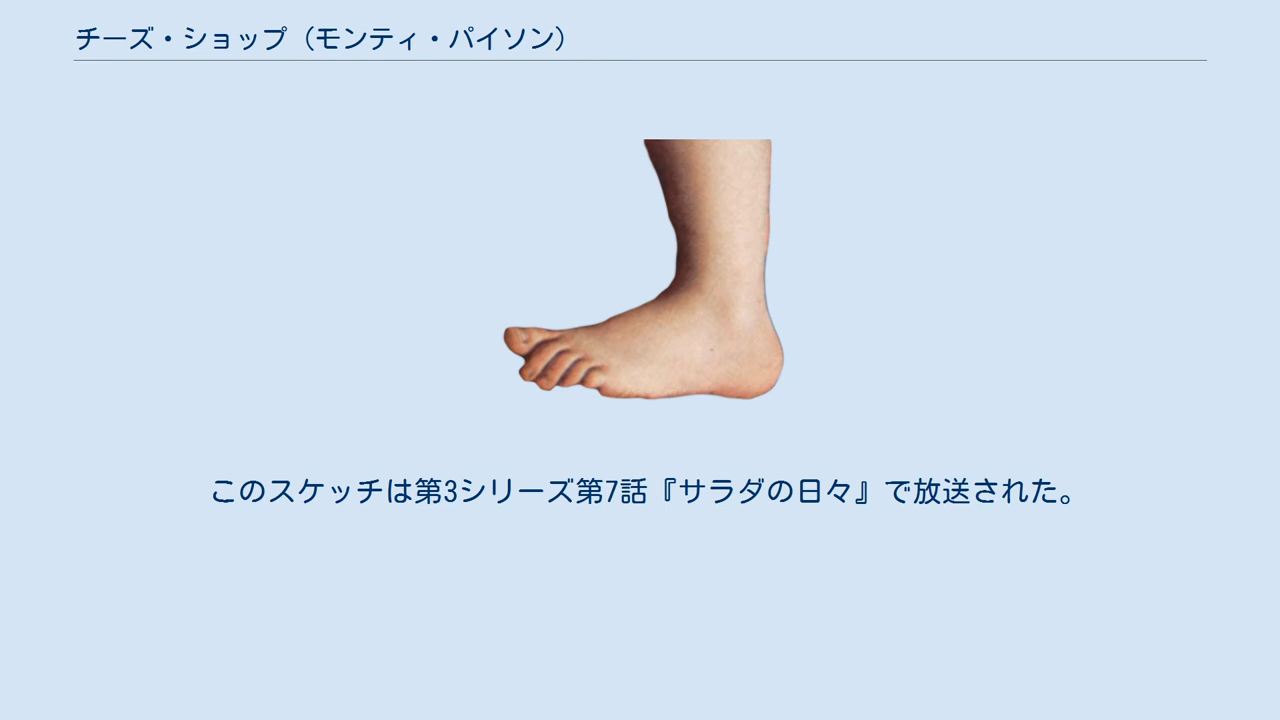 チーズ・ショップ（モンティ・パイソン）
このスケッチは第3シリーズ第7話『サラダの日々』で放送された。